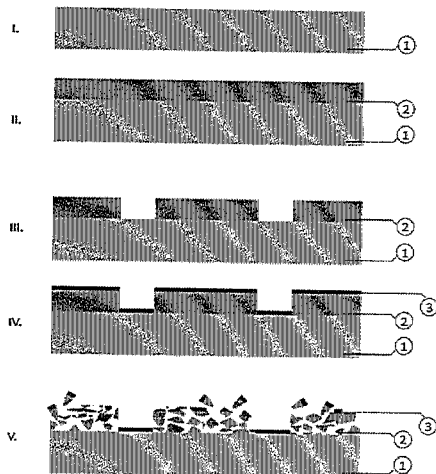 I.
①
②
II.
①
III.
②
①
③
IV.
②
①
③
V.
②
①